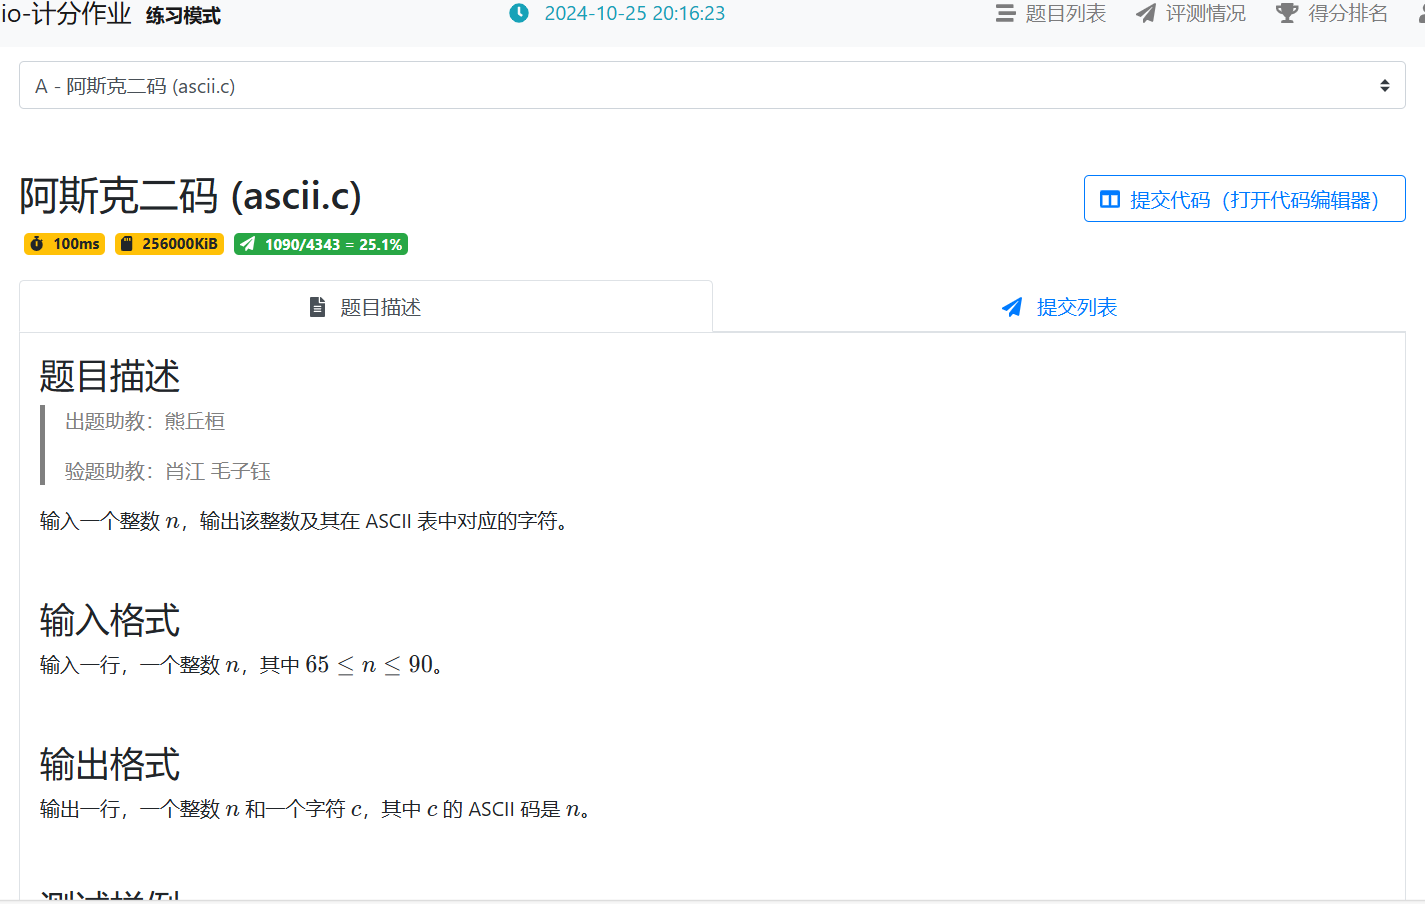 io-计分作业 练习模式 2024-10-25 20:16:23 题目列表 评测情况 得分排名
A - 阿斯克二码 (ascii.c)
阿斯克二码 (ascii.c)
提交代码（打开代码编辑器）
100ms 256000KiB 1090/4343 = 25.1%
题目描述 提交列表
题目描述
出题助教：熊丘桓
验题助教：肖江 毛子钰
输入一个整数 n，输出该整数及其在 ASCII 表中对应的字符。
输入格式
输入一行，一个整数 n，其中 65 ≤ n ≤ 90。
输出格式
输出一行，一个整数 n 和一个字符 c，其中 c 的 ASCII 码是 n。
测试样例